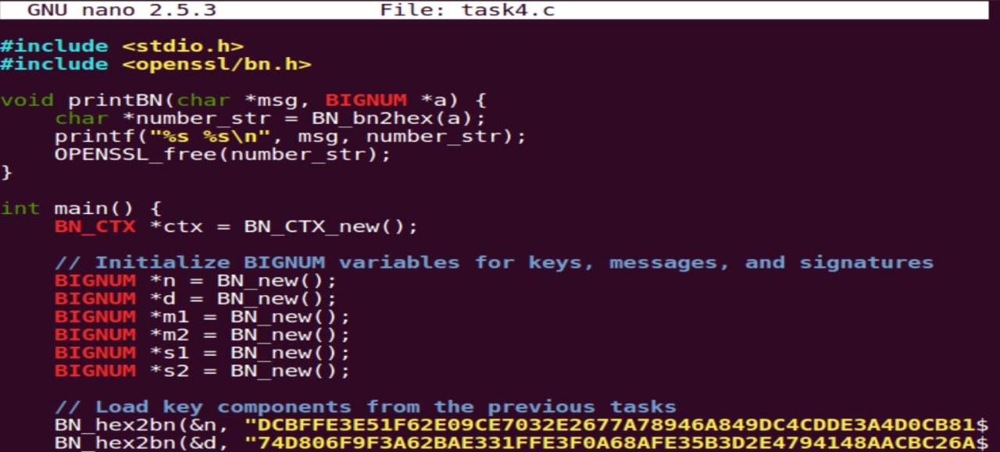 GNU nano 2.5.3 File: task4.c
#include <stdio.h>
#include <openssl/bn.h>
void printBN(char *msg, BIGNUM *a) {
    char *number_str = BN_bn2hex(a);
    printf("%s %s\n", msg, number_str);
    OPENSSL_free(number_str);
}
int main() {
    BN_CTX *ctx = BN_CTX_new();
    // Initialize BIGNUM variables for keys, messages, and signatures
    BIGNUM *n = BN_new();
    BIGNUM *d = BN_new();
    BIGNUM *m1 = BN_new();
    BIGNUM *m2 = BN_new();
    BIGNUM *s1 = BN_new();
    BIGNUM *s2 = BN_new();
    // Load key components from the previous tasks
    BN_hex2bn(&n, "DCBFFE3E51F62E09CE7032E2677A78946A849DC4CDDE3A4D0CB81$
    BN_hex2bn(&d, "74D806F9F3A62BAE331FFE3F0A68AFE35B3D2E4794148AACBC26A$